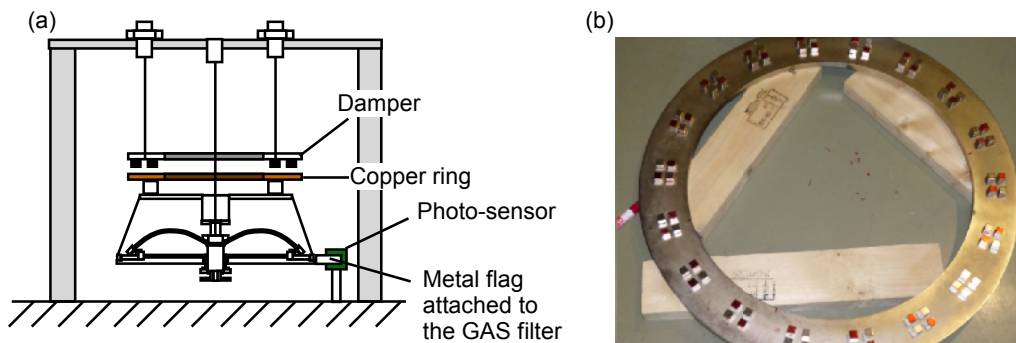 (a)
Damper
Copper ring
Photo-sensor
Metal flag
attached to
the GAS filter
(b)